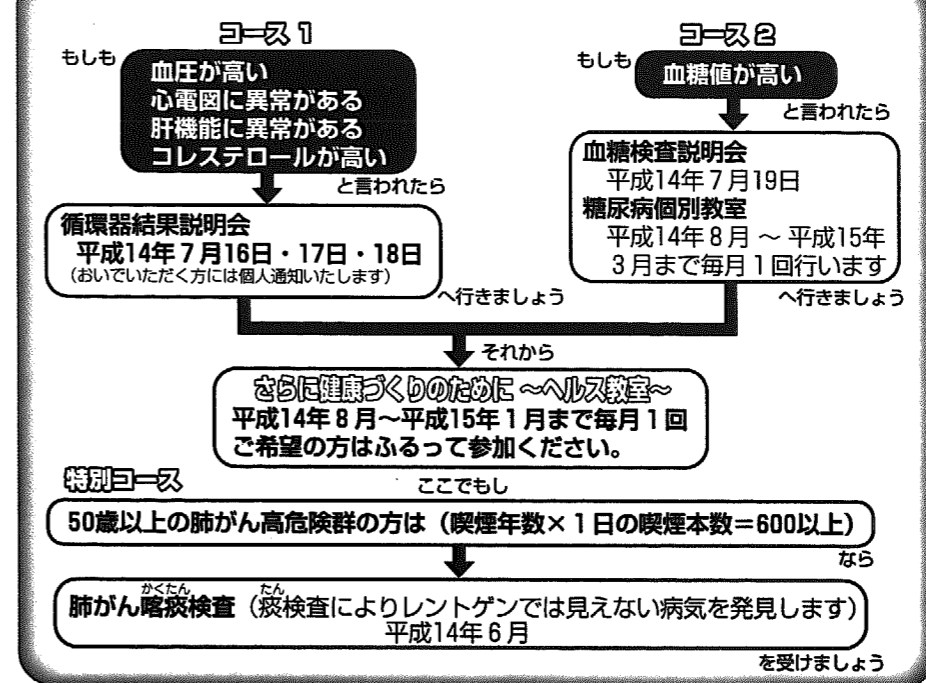 コース 1
もしも
血圧が高い
心電図に異常がある
肝機能に異常がある
コレステロールが高い
と言われたら
循環器結果説明会
平成14年7月16日・17日・18日
(おいでいただく方には個人通知いたします)
へ行きましょう
コース 2
もしも
血糖値が高い
と言われたら
血糖検査説明会
平成14年7月19日
糖尿病個別教室
平成14年8月 ～ 平成15年
3月まで毎月1回行います
へ行きましょう
それから
さらに健康づくりのために ～ヘルス教室～
平成14年8月～平成15年1月まで毎月1回
ご希望の方はふるって参加ください。
特別コース
ここでもし
50歳以上の肺がん高危険群の方は（喫煙年数×1日の喫煙本数＝600以上）
なら
かくたん たん
肺がん喀痰検査（痰検査によりレントゲンでは見えない病気を発見します）
平成14年6月
を受けましょう